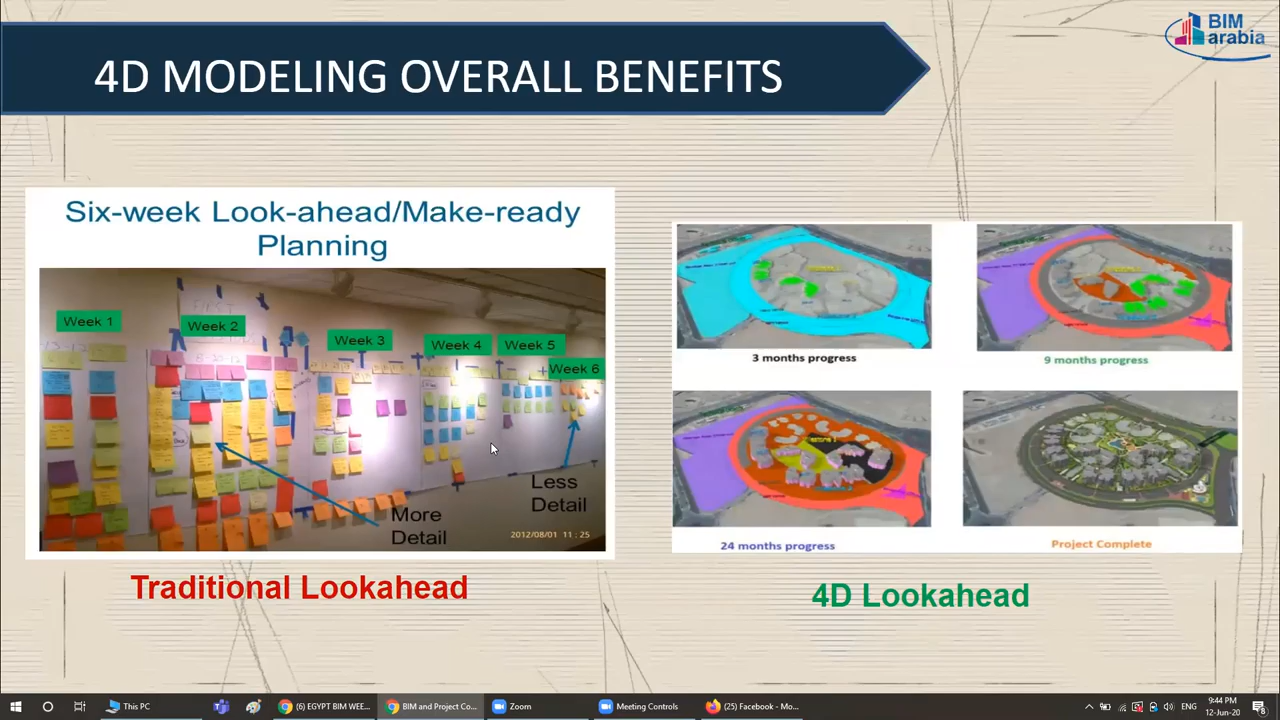 4D MODELING OVERALL BENEFITS
BIM
arabia
Six-week Look-ahead/Make-ready
Planning
Week 1
Week 2
Week 3
Week 4
Week 5
Week 6
More
Detail
Less
Detail
2012/08/01 11:25
Traditional Lookahead
3 months progress
9 months progress
24 months progress
Project Complete
4D Lookahead
This PC
(6) EGYPT BIM WEE...
BIM and Project Co...
Zoom
Meeting Controls
(25) Facebook - Mo...
ENG
9:44 PM
12-Jun-20